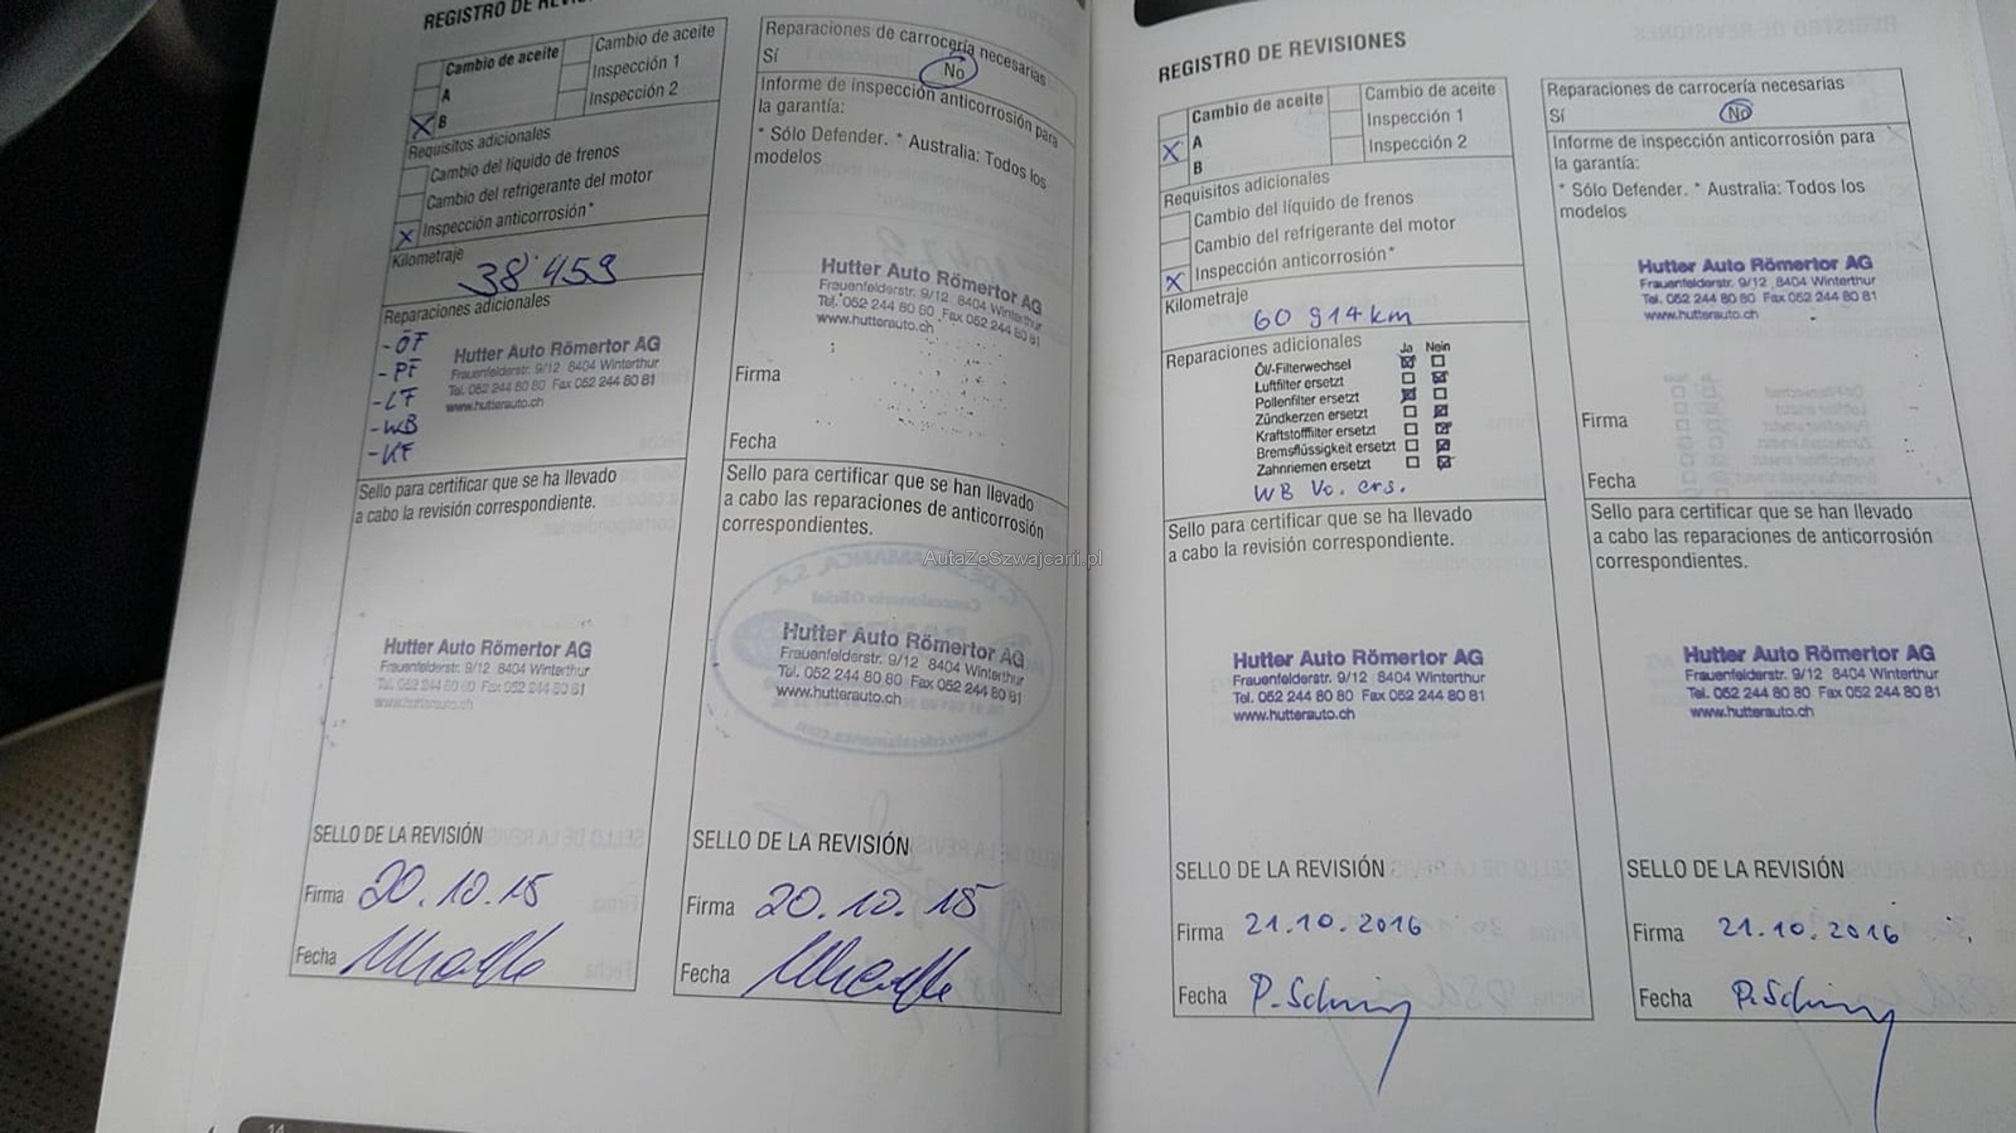 REGISTRO DE
Cambio de aceite
A
B
Cambio de aceite
Inspección 1
Inspección 2
Requisitos adicionales
Cambio del líquido de frenos
Cambio del refrigerante del motor
Inspección anticorrosión*
Kilometraje
38'459
Reparaciones adicionales
-ÖF
-PF
-LF
-WB
-KF
Hutter Auto Römertor AG
Frauenfelderstr. 9/12 8404 Winterthur
Tel. 052 244 80 80 Fax 052 244 80 81
www.hutterauto.ch
Sello para certificar que se ha llevado
a cabo la revisión correspondiente.
Hutter Auto Römertor AG
Frauenfelderstr. 9/12 8404 Winterthur
Tel. 052 244 80 80 Fax 052 244 80 81
www.hutterauto.ch
SELLO DE LA REVISIÓN
Firma 20.10.15
Fecha
Reparaciones de carrocería necesarias
Sí No
Informe de inspección anticorrosión para
la garantía:
* Sólo Defender. * Australia: Todos los
modelos
Hutter Auto Römertor AG
Frauenfelderstr. 9/12 8404 Winterthur
Tel. 052 244 80 80 Fax 052 244 80 81
www.hutterauto.ch
Firma
Fecha
Sello para certificar que se han llevado
a cabo las reparaciones de anticorrosión
correspondientes.
AutaZeSzwajcarii.pl
Hutter Auto Römertor AG
Frauenfelderstr. 9/12 8404 Winterthur
Tel. 052 244 80 80 Fax 052 244 80 81
www.hutterauto.ch
SELLO DE LA REVISIÓN
Firma 20.10.15
Fecha
14
REGISTRO DE REVISIONES
Cambio de aceite
A
B
Cambio de aceite
Inspección 1
Inspección 2
Requisitos adicionales
Cambio del líquido de frenos
Cambio del refrigerante del motor
Inspección anticorrosión*
Kilometraje
60 914 km
Reparaciones adicionales
Ja Nein
Öl/-Filterwechsel
Luftfilter ersetzt
Pollenfilter ersetzt
Zündkerzen ersetzt
Kraftstofffilter ersetzt
Bremsflüssigkeit ersetzt
Zahnriemen ersetzt
WB Vo. ers.
Sello para certificar que se ha llevado
a cabo la revisión correspondiente.
Hutter Auto Römertor AG
Frauenfelderstr. 9/12 8404 Winterthur
Tel. 052 244 80 80 Fax 052 244 80 81
www.hutterauto.ch
SELLO DE LA REVISIÓN
Firma 21.10.2016
Fecha
Reparaciones de carrocería necesarias
Sí No
Informe de inspección anticorrosión para
la garantía:
* Sólo Defender. * Australia: Todos los
modelos
Hutter Auto Römertor AG
Frauenfelderstr. 9/12 8404 Winterthur
Tel. 052 244 80 80 Fax 052 244 80 81
www.hutterauto.ch
Firma
Fecha
Sello para certificar que se han llevado
a cabo las reparaciones de anticorrosión
correspondientes.
Hutter Auto Römertor AG
Frauenfelderstr. 9/12 8404 Winterthur
Tel. 052 244 80 80 Fax 052 244 80 81
www.hutterauto.ch
SELLO DE LA REVISIÓN
Firma 21.10.2016
Fecha